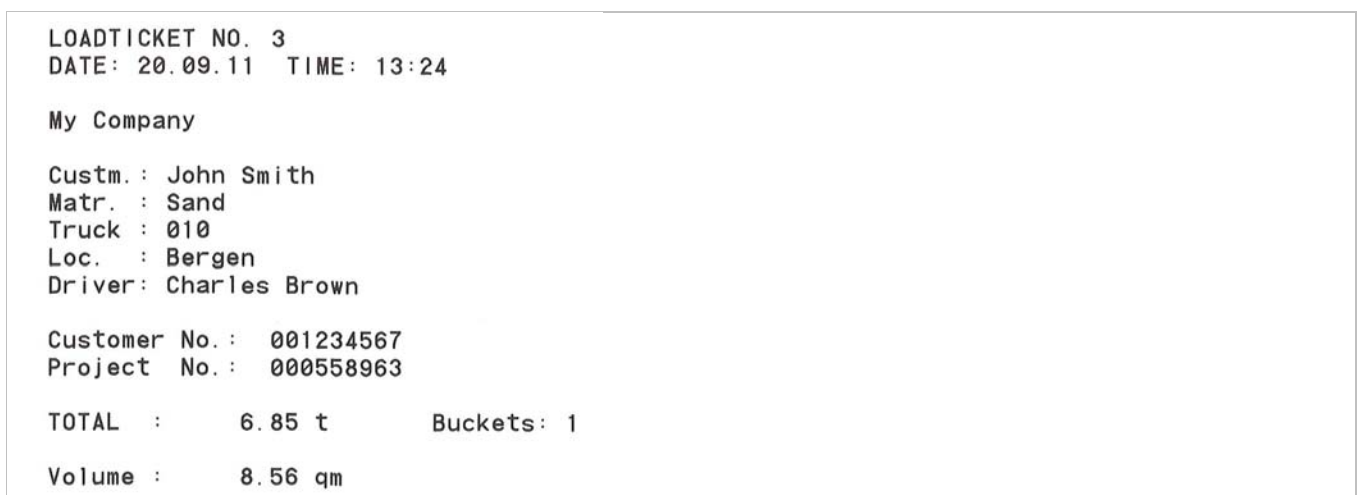 LOADTICKET NO. 3
DATE: 20.09.11 TIME: 13:24
My Company
Custm.: John Smith
Matr. : Sand
Truck : 010
Loc. : Bergen
Driver: Charles Brown
Customer No.: 001234567
Project No.: 000558963
TOTAL : 6.85 t Buckets: 1
Volume : 8.56 qm